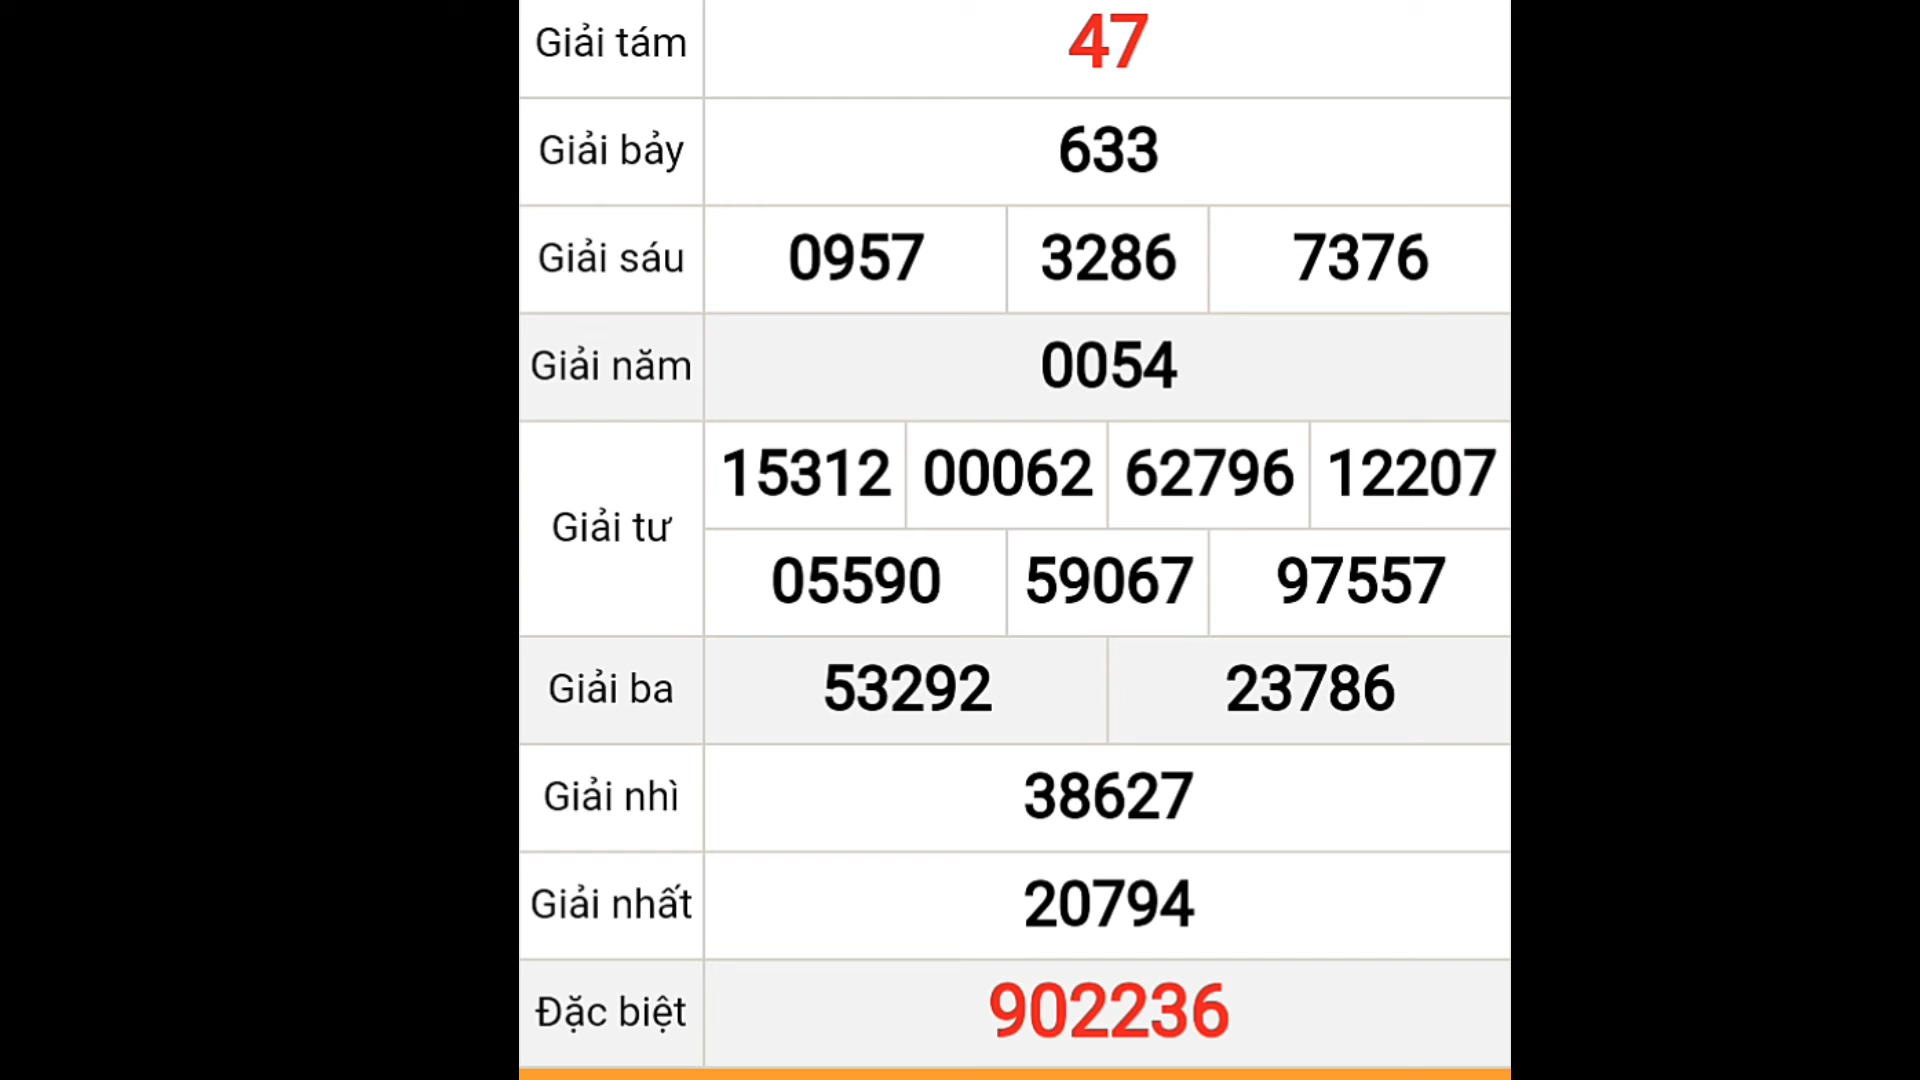 Giải tám 47
Giải bảy 633
Giải sáu 0957 3286 7376
Giải năm 0054
Giải tư 15312 00062 62796 12207
05590 59067 97557
Giải ba 53292 23786
Giải nhì 38627
Giải nhất 20794
Đặc biệt 902236